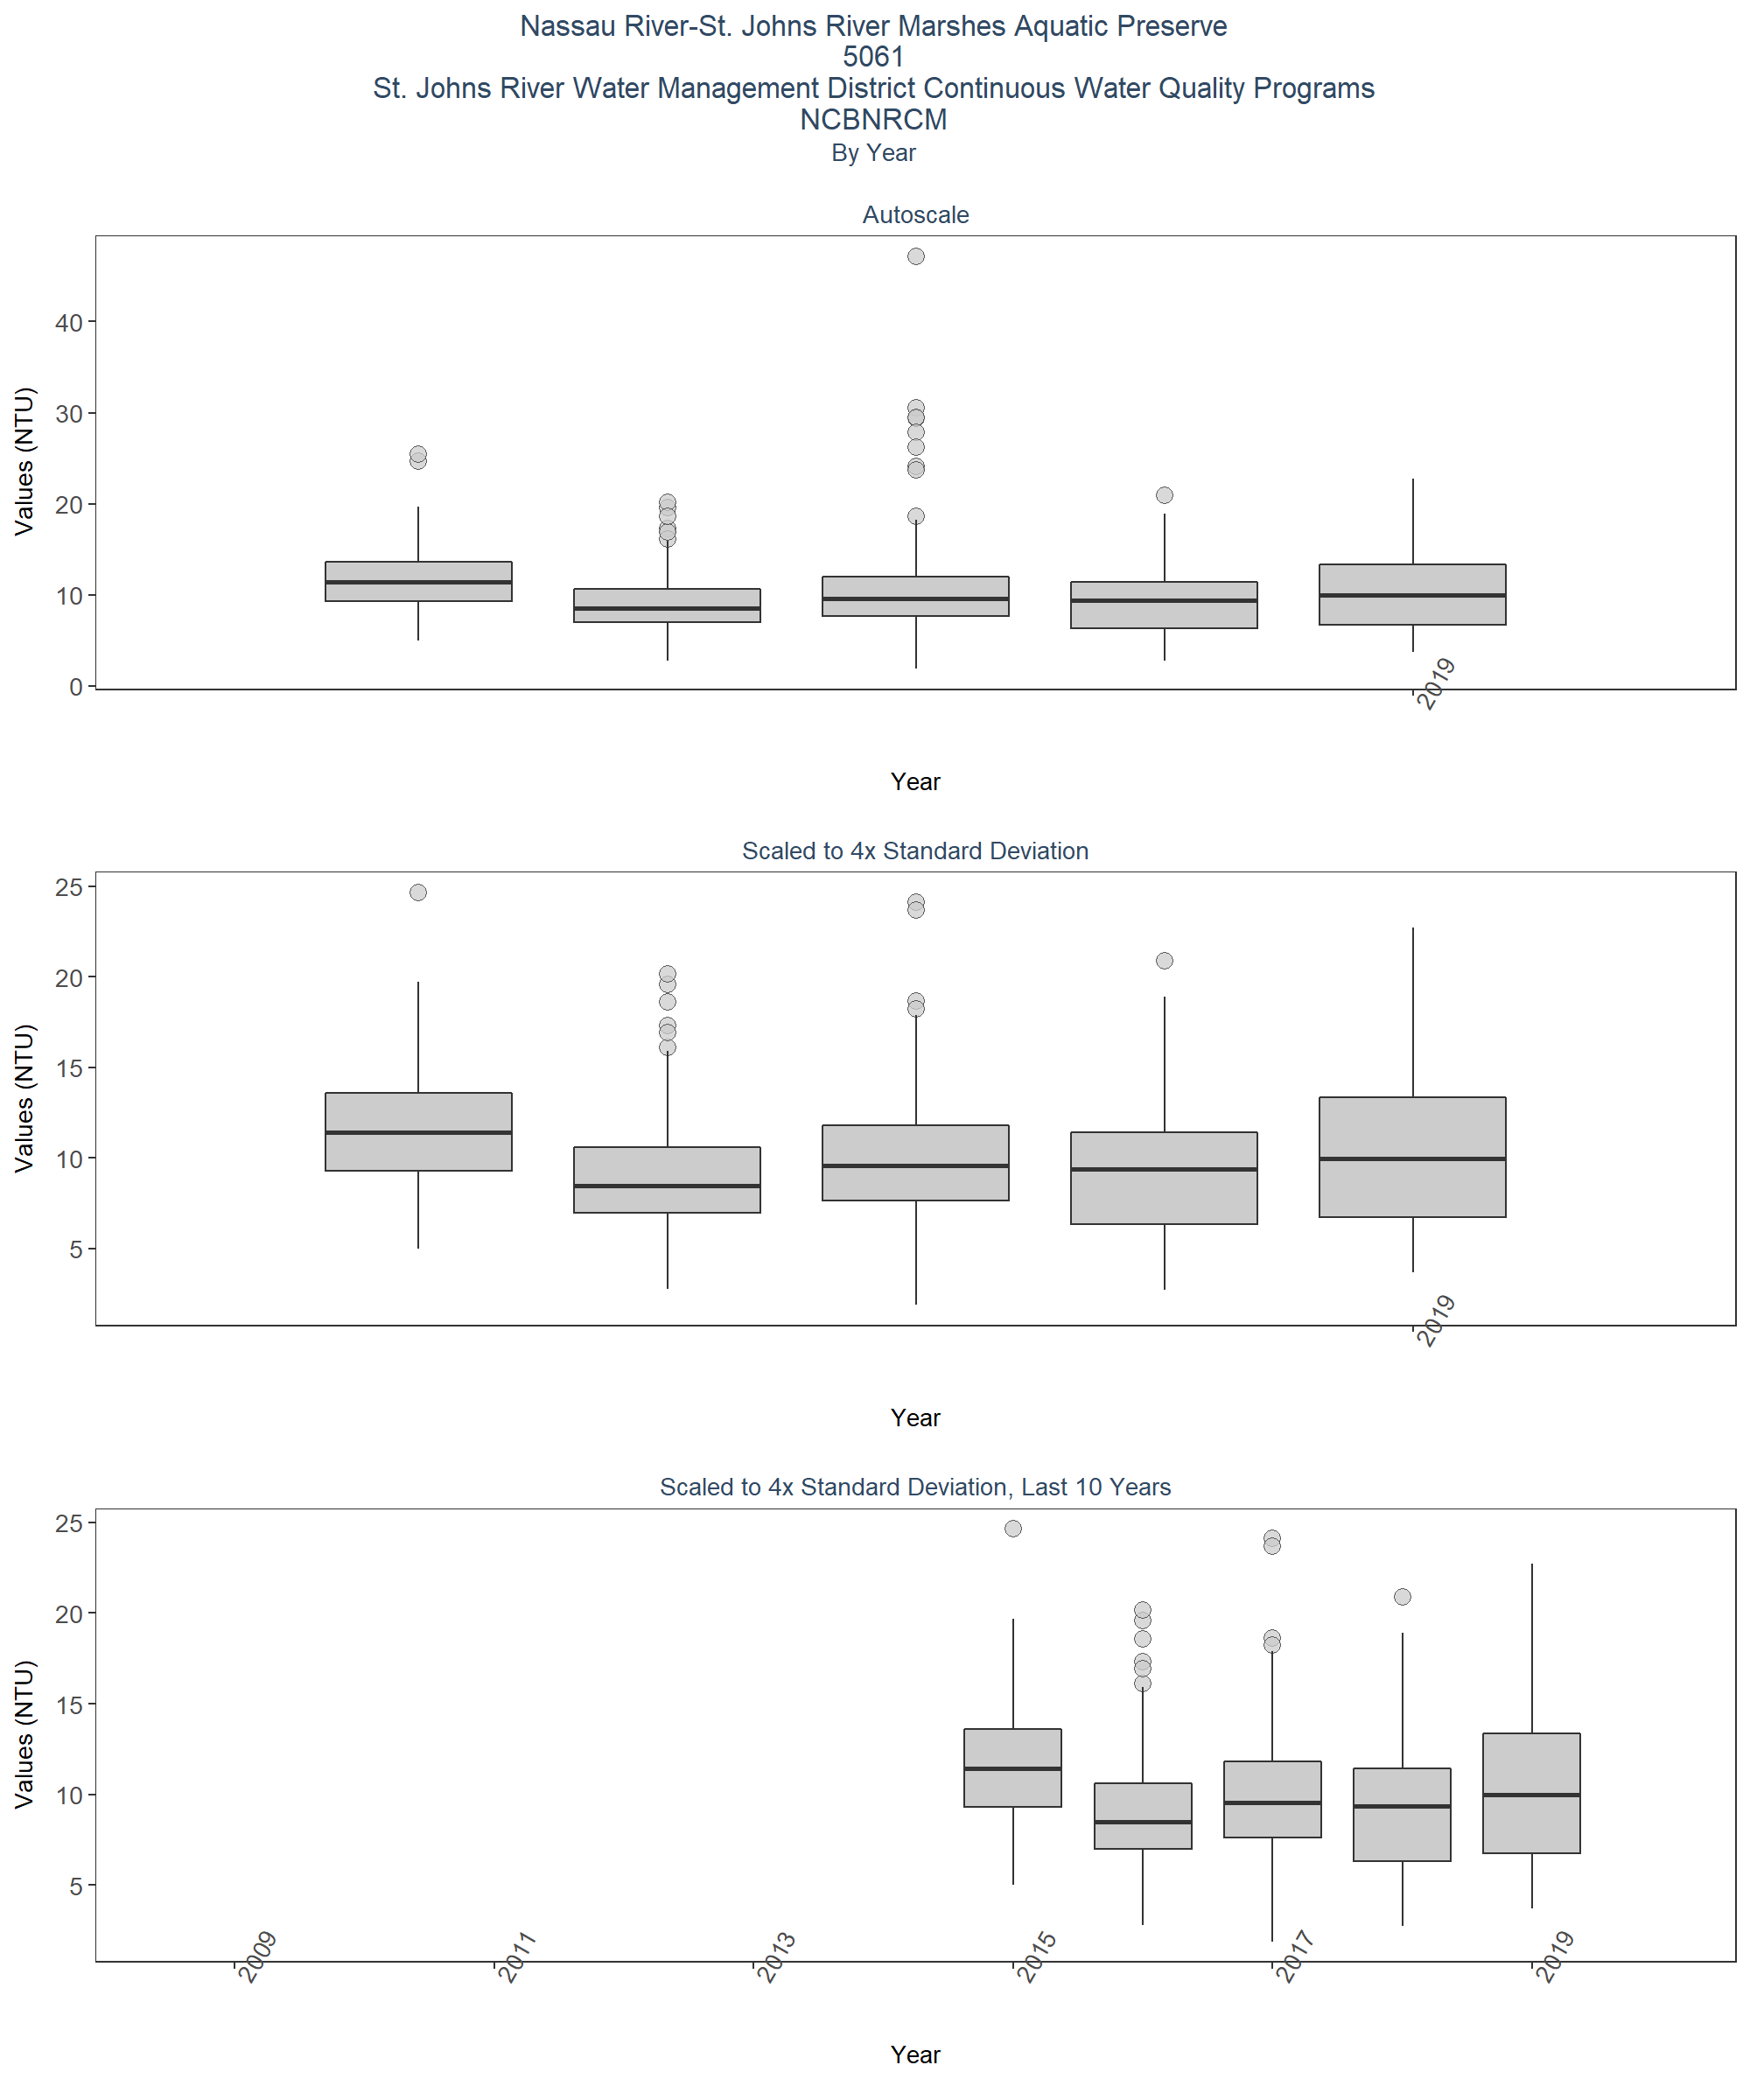 Nassau River-St. Johns River Marshes Aquatic Preserve
5061
St. Johns River Water Management District Continuous Water Quality Programs
NCBNRCM
By Year
Autoscale
Values (NTU)
40
30
20
10
0
2019
Year
Scaled to 4x Standard Deviation
Values (NTU)
25
20
15
10
5
2019
Year
Scaled to 4x Standard Deviation, Last 10 Years
Values (NTU)
25
20
15
10
5
2009
2011
2013
2015
2017
2019
Year